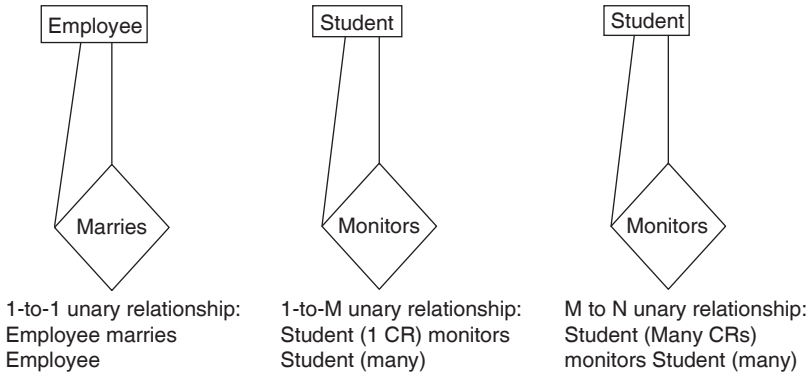 Employee
Marries
1-to-1 unary relationship:
Employee marries
Employee
Student
Monitors
1-to-M unary relationship:
Student (1 CR) monitors
Student (many)
Student
Monitors
M to N unary relationship:
Student (Many CRs)
monitors Student (many)